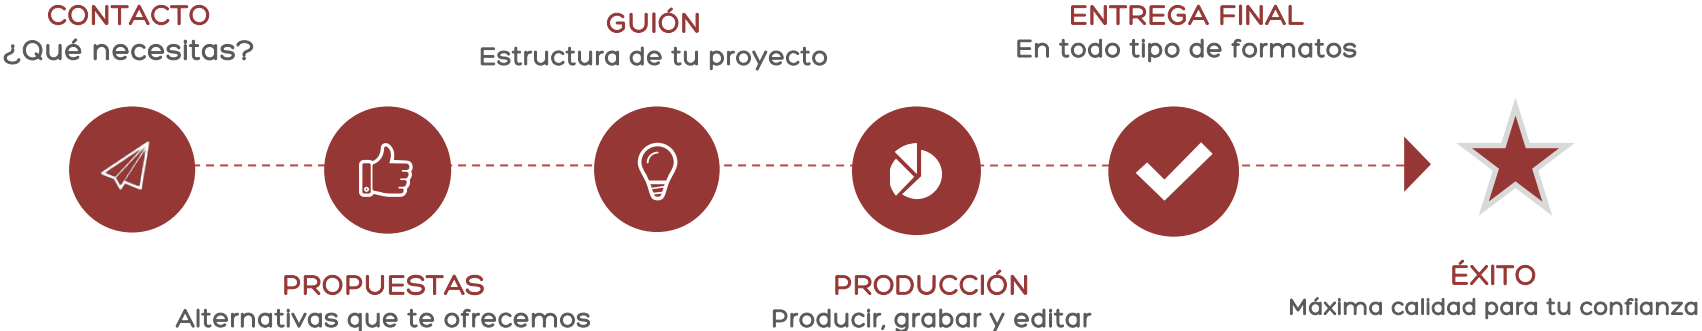 CONTACTO
¿Qué necesitas?
PROPUESTAS
Alternativas que te ofrecemos
GUIÓN
Estructura de tu proyecto
PRODUCCIÓN
Producir, grabar y editar
ENTREGA FINAL
En todo tipo de formatos
ÉXITO
Máxima calidad para tu confianza